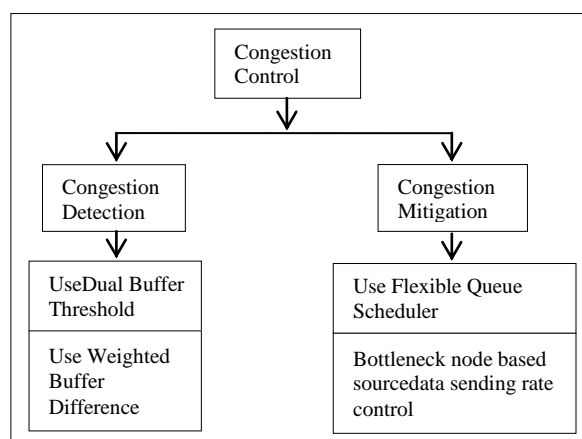 Congestion
Control
Congestion
Detection
Congestion
Mitigation
UseDual Buffer
Threshold
Use Weighted
Buffer
Difference
Use Flexible Queue
Scheduler
Bottleneck node based
sourcedata sending rate
control